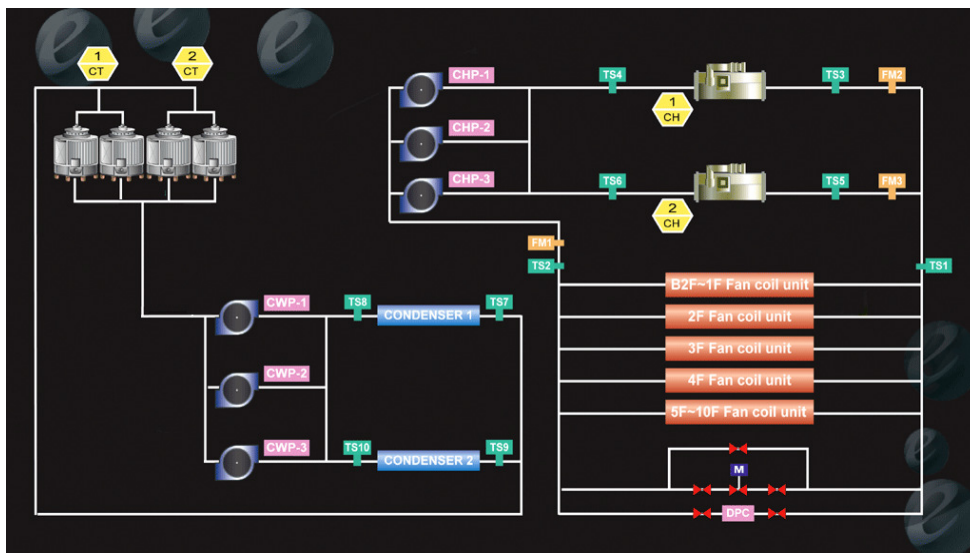 1
CT
2
CT
CHP-1
TS4
TS3
FM2
1
CH
CHP-2
CHP-3
TS6
TS5
FM3
2
CH
FM1
TS2
TS1
B2F~1F Fan coil unit
CWP-1
TS8
TS7
CONDENSER 1
2F Fan coil unit
3F Fan coil unit
CWP-2
4F Fan coil unit
5F~10F Fan coil unit
CWP-3
TS10
TS9
CONDENSER 2
M
DPC